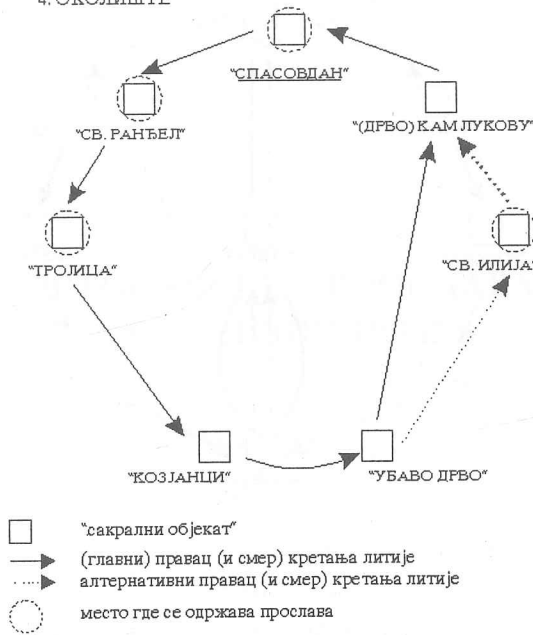 4. ОКОЛИШТЕ
"СПАСОВДАН"
"СВ. РАНЂЕЛ"
"(ДРВО) КАМ ЛУКОВУ"
"ТРОЈИЦА"
"СВ. ИЛИЈА"
"КОЗЈАНЦИ"
"УБАВО ДРВО"
"сакрални објекат"
(главни) правац (и смер) кретања литије
алтернативни правац (и смер) кретања литије
место где се одржава прослава